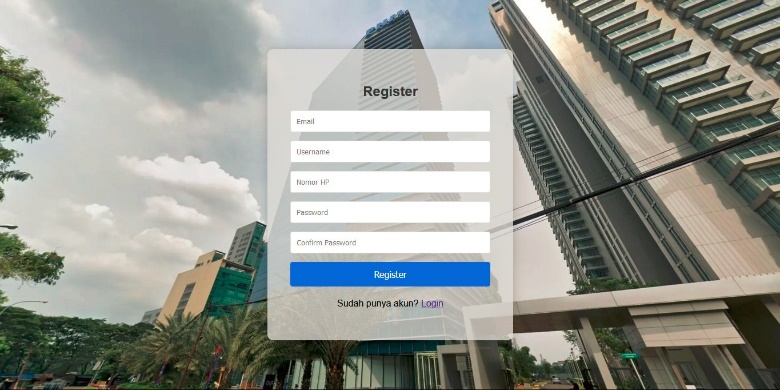 Register
Email
Username
Nomor HP
Password
Confirm Password
Register
Sudah punya akun? Login